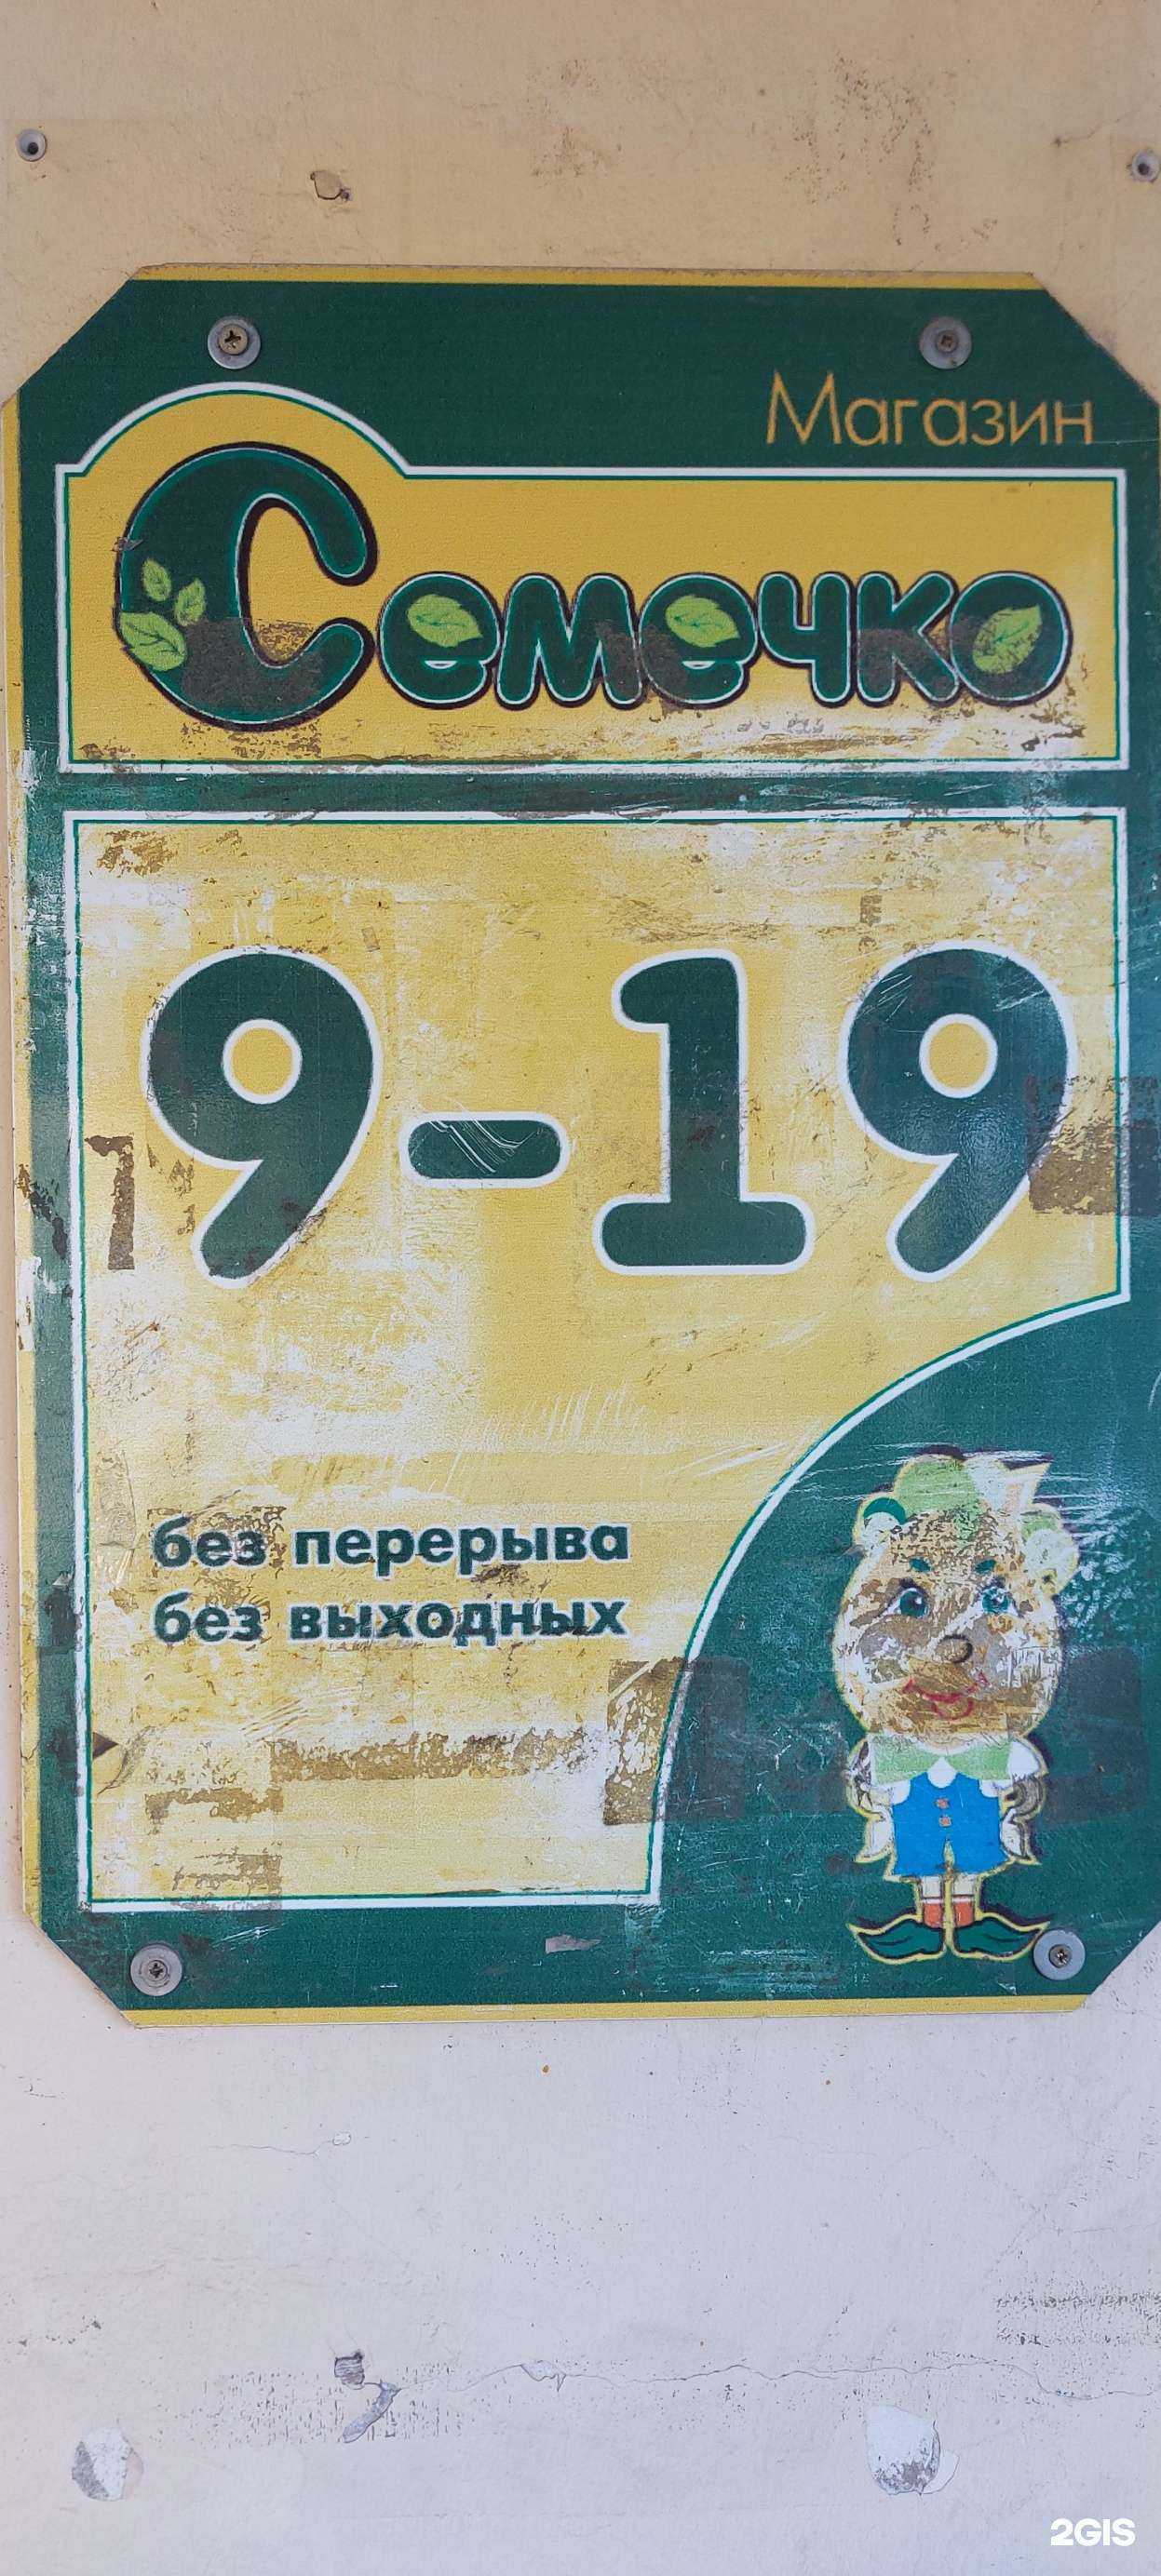 Магазин
Семечко
9-19
без перерыва
без выходных
2GIS